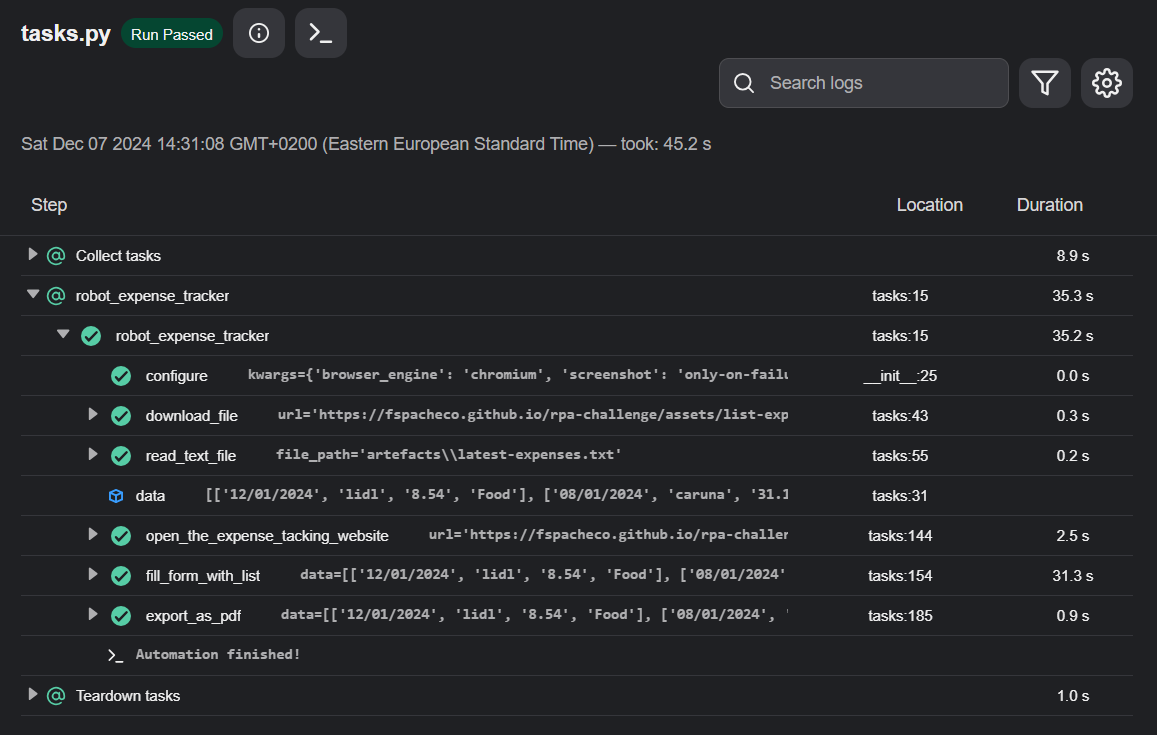 tasks.py Run Passed
Search logs
Sat Dec 07 2024 14:31:08 GMT+0200 (Eastern European Standard Time) — took: 45.2 s
Step Location Duration
Collect tasks 8.9 s
robot_expense_tracker tasks:15 35.3 s
robot_expense_tracker tasks:15 35.2 s
configure kwargs={'browser_engine': 'chromium', 'screenshot': 'only-on-failu __init__:25 0.0 s
download_file url='https://fspacheco.github.io/rpa-challenge/assets/list-exp tasks:43 0.3 s
read_text_file file_path='artefacts\\latest-expenses.txt' tasks:55 0.2 s
data [['12/01/2024', 'lidl', '8.54', 'Food'], ['08/01/2024', 'caruna', '31.1 tasks:31
open_the_expense_tacking_website url='https://fspacheco.github.io/rpa-challer tasks:144 2.5 s
fill_form_with_list data=[['12/01/2024', 'lidl', '8.54', 'Food'], ['08/01/2024' tasks:154 31.3 s
export_as_pdf data=[['12/01/2024', 'lidl', '8.54', 'Food'], ['08/01/2024', ' tasks:185 0.9 s
Automation finished!
Teardown tasks 1.0 s